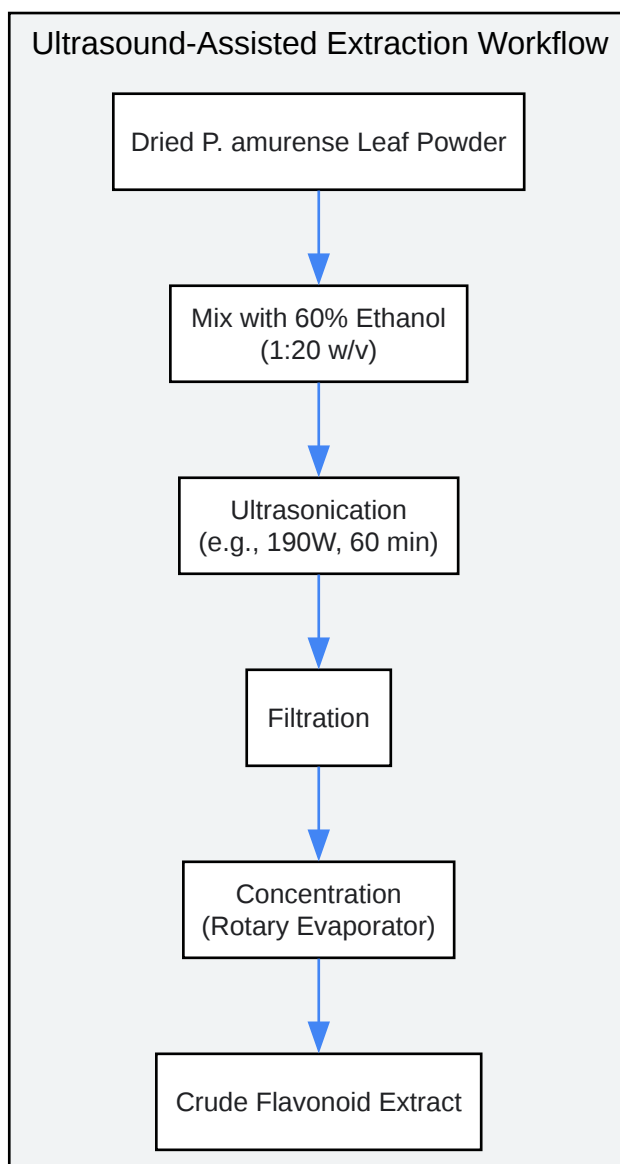 Ultrasound-Assisted Extraction Workflow
Dried P. amurense Leaf Powder
Mix with 60% Ethanol
(1:20 w/v)
Ultrasonication
(e.g., 190W, 60 min)
Filtration
Concentration
(Rotary Evaporator)
Crude Flavonoid Extract